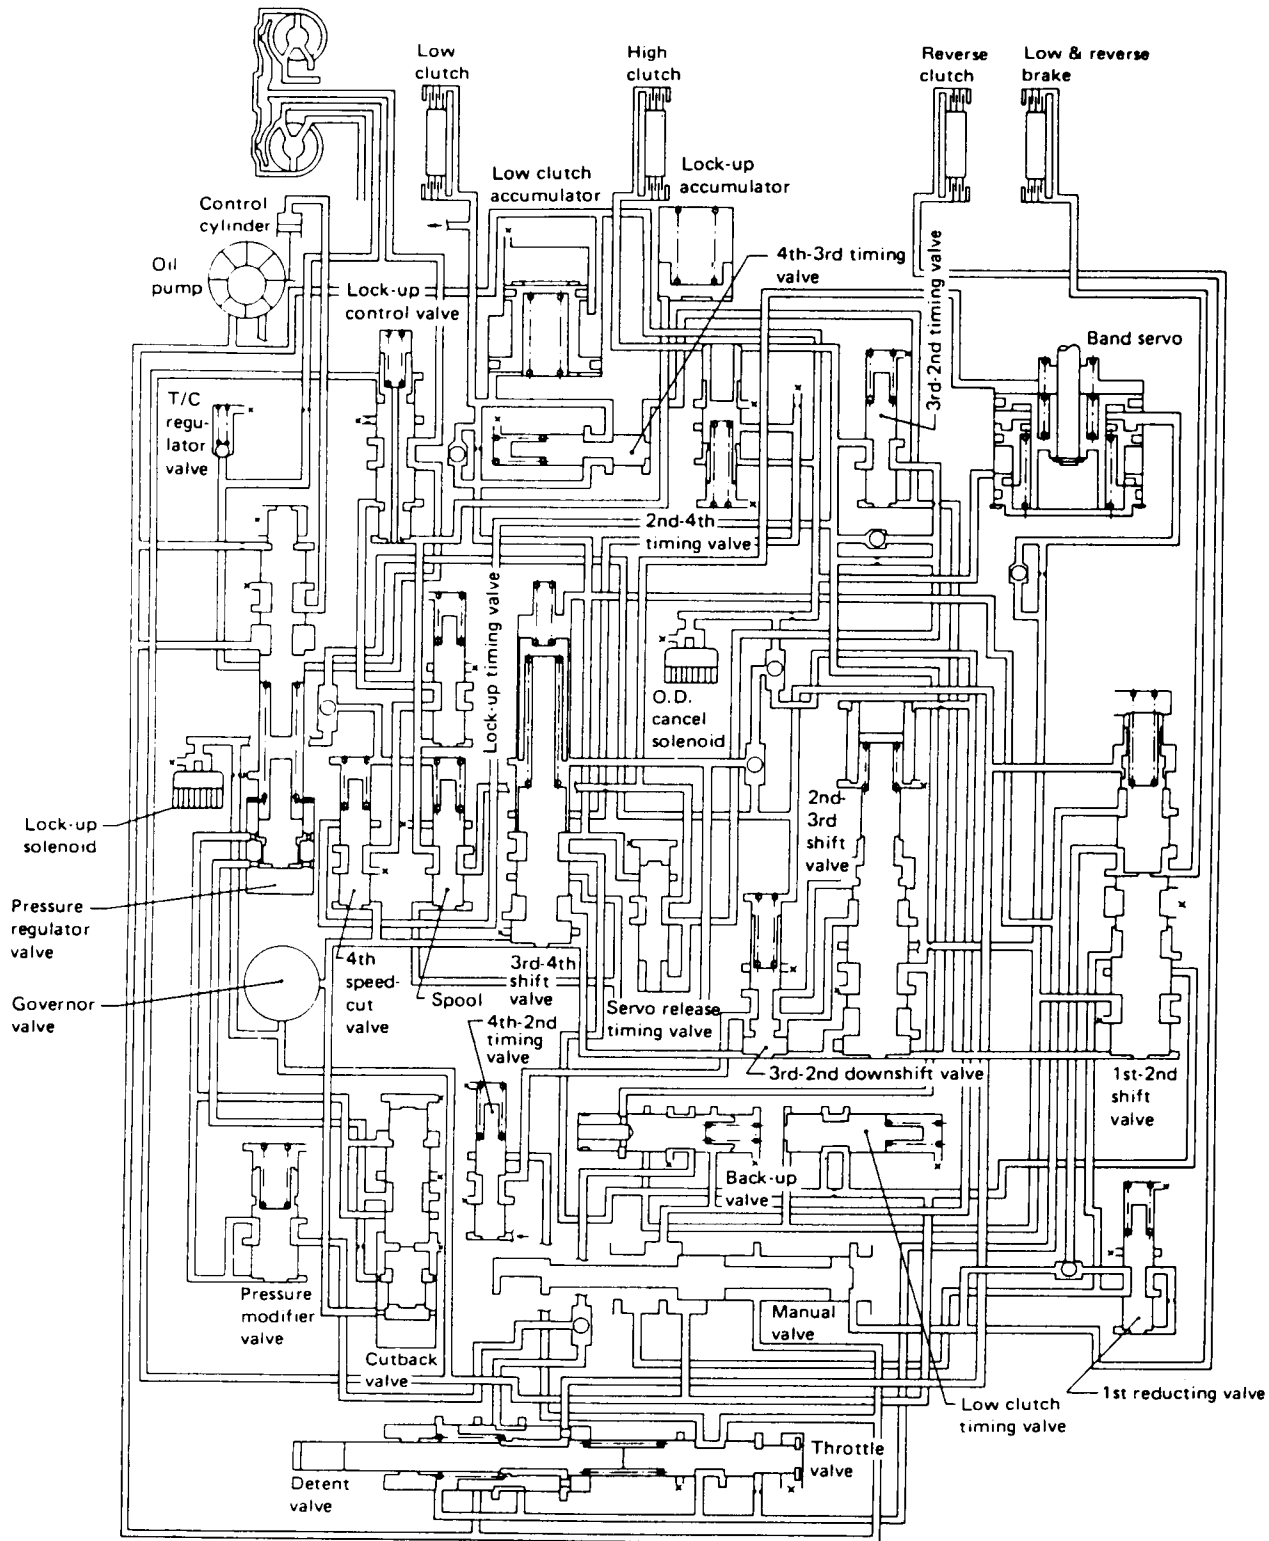 Low
clutch
High
clutch
Reverse
clutch
Low & reverse
brake
Low clutch
accumulator
Lock-up
accumulator
Control
cylinder
4th-3rd timing
valve
Oil
pump
Lock-up
control valve
3rd-2nd timing valve
Band servo
T/C
regu-
lator
valve
2nd-4th
timing valve
Lock-up timing valve
O.D.
cancel
solenoid
2nd-
3rd
shift
valve
Lock-up
solenoid
Pressure
regulator
valve
4th
speed-
cut
valve
Spool
3rd-4th
shift
valve
Governor
valve
Servo release
timing valve
4th-2nd
timing
valve
3rd-2nd downshift valve
1st-2nd
shift
valve
Back-up
valve
Pressure
modifier
valve
Manual
valve
Cutback
valve
1st reducting valve
Low clutch
timing valve
Throttle
valve
Detent
valve